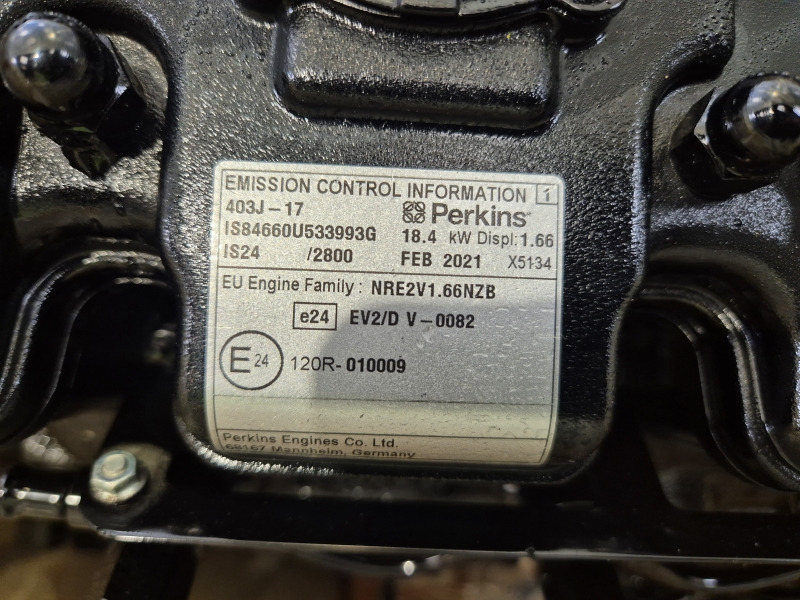 EMISSION CONTROL INFORMATION 1
403J-17 Perkins
IS84660U533993G 18.4 kW Displ:1.66
IS24 /2800 FEB 2021 X5134
EU Engine Family: NRE2V1.66NZB
e24 EV2/D V-0082
E24 120R-010009
Perkins Engines Co. Ltd.
68167 Mannheim, Germany